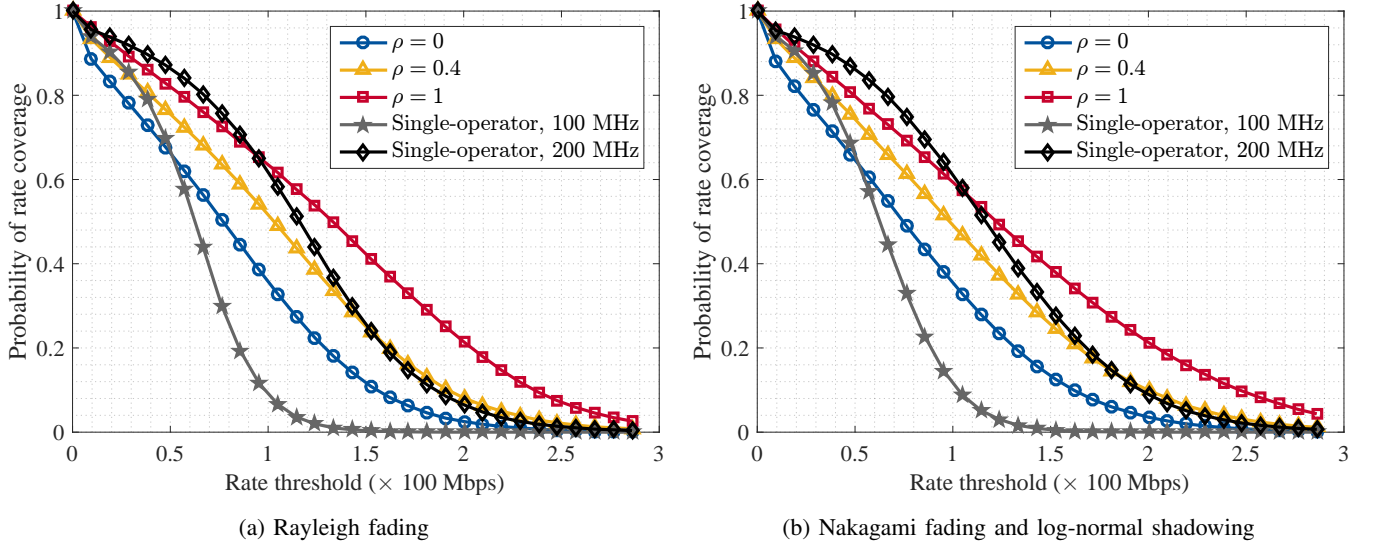 Probability of rate coverage
1
0.8
0.6
0.4
0.2
0
ρ = 0
ρ = 0.4
ρ = 1
Single-operator, 100 MHz
Single-operator, 200 MHz
0 0.5 1 1.5 2 2.5 3
Rate threshold (× 100 Mbps)
(a) Rayleigh fading
Probability of rate coverage
1
0.8
0.6
0.4
0.2
0
ρ = 0
ρ = 0.4
ρ = 1
Single-operator, 100 MHz
Single-operator, 200 MHz
0 0.5 1 1.5 2 2.5 3
Rate threshold (× 100 Mbps)
(b) Nakagami fading and log-normal shadowing